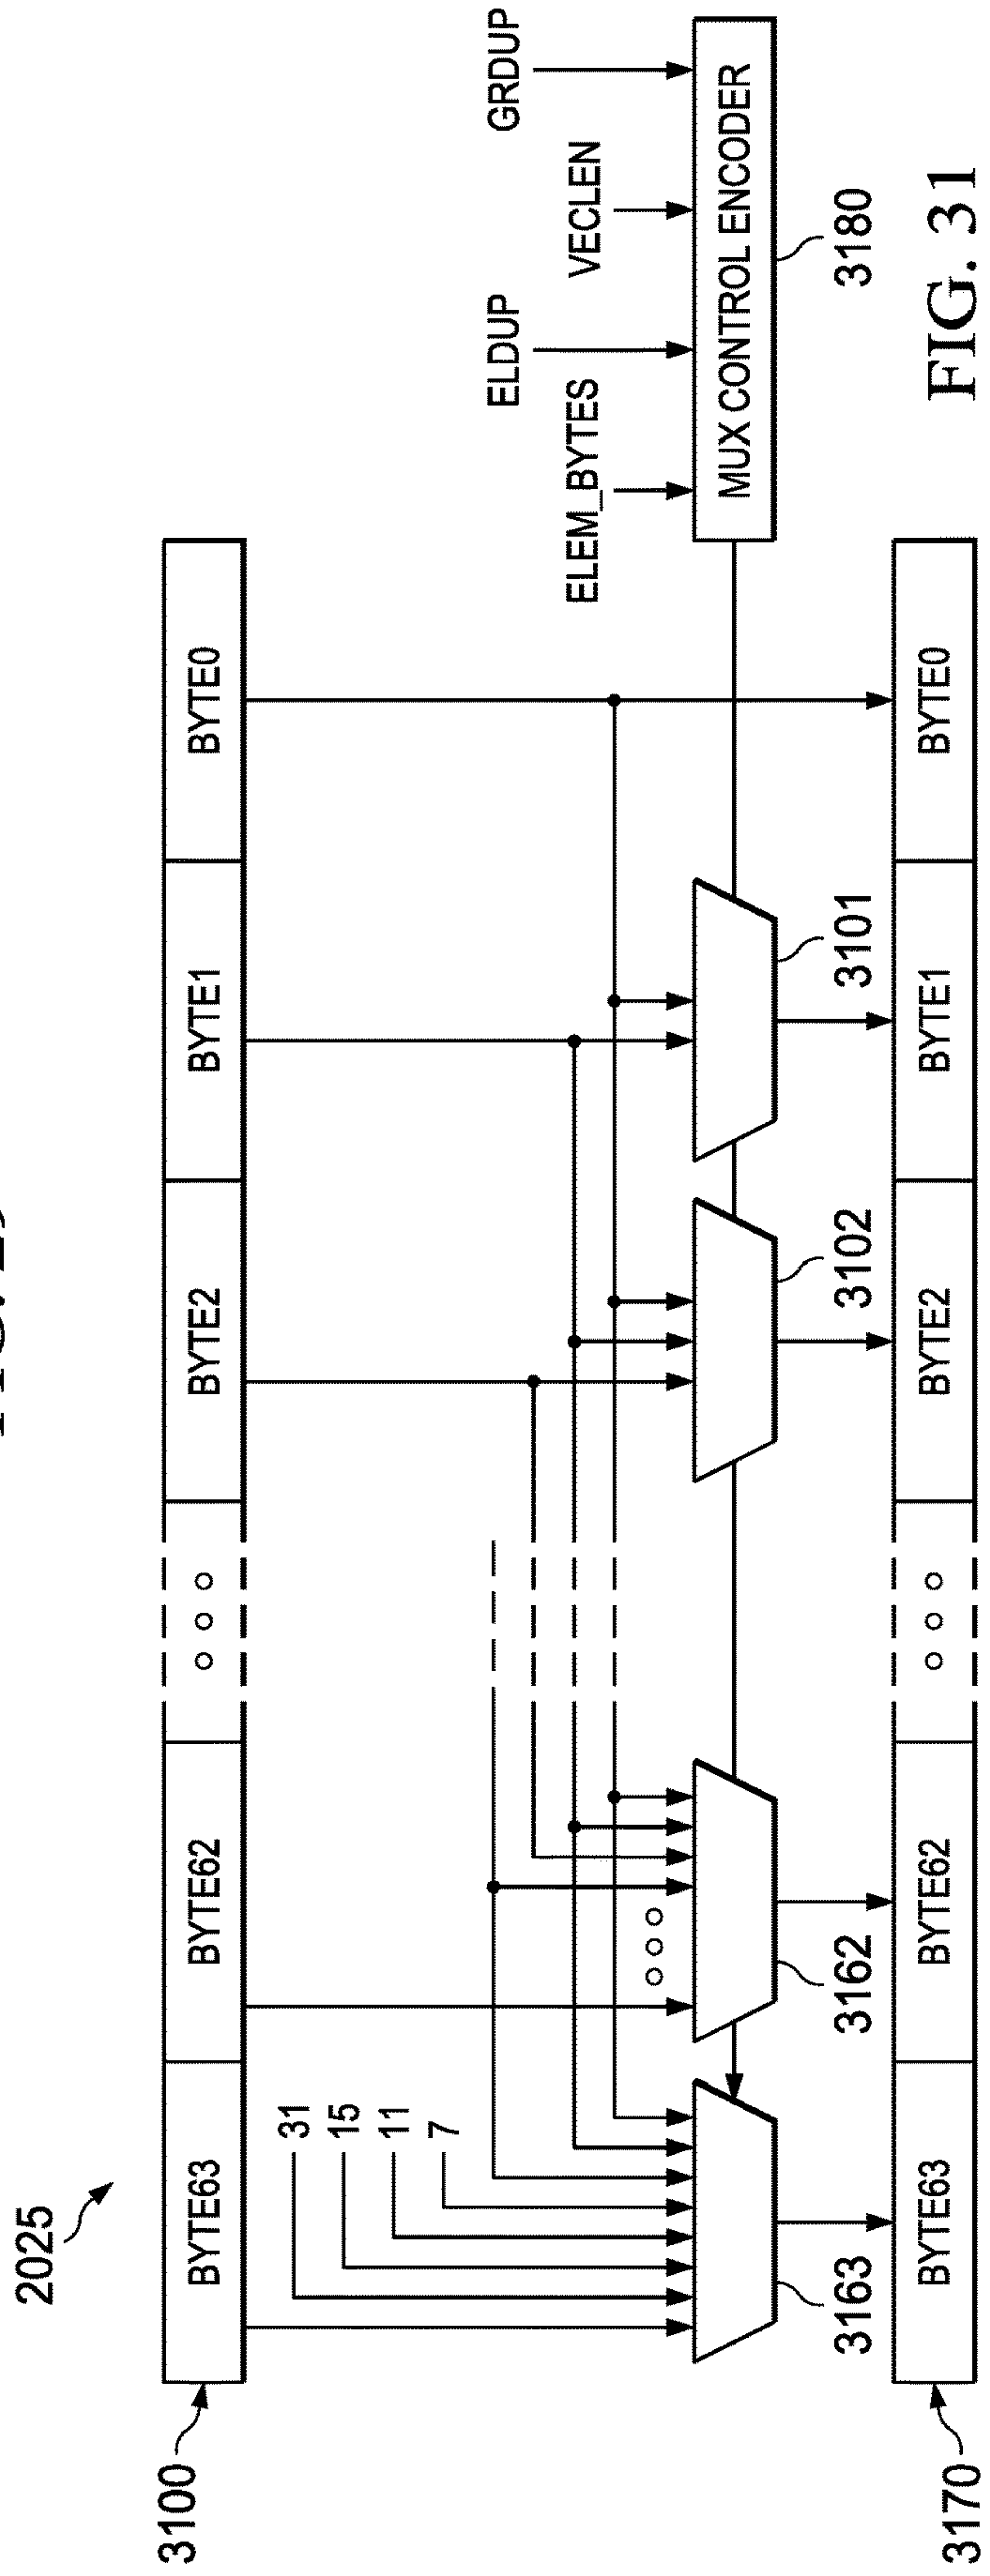 2025
3100
BYTE63
BYTE62
BYTE2
BYTE1
BYTE0
31
15
11
7
ELEM_BYTES
ELDUP
VECLEN
GRDUP
MUX CONTROL ENCODER
3180
3163
3162
3102
3101
3170
BYTE63
BYTE62
BYTE2
BYTE1
BYTE0
FIG. 31